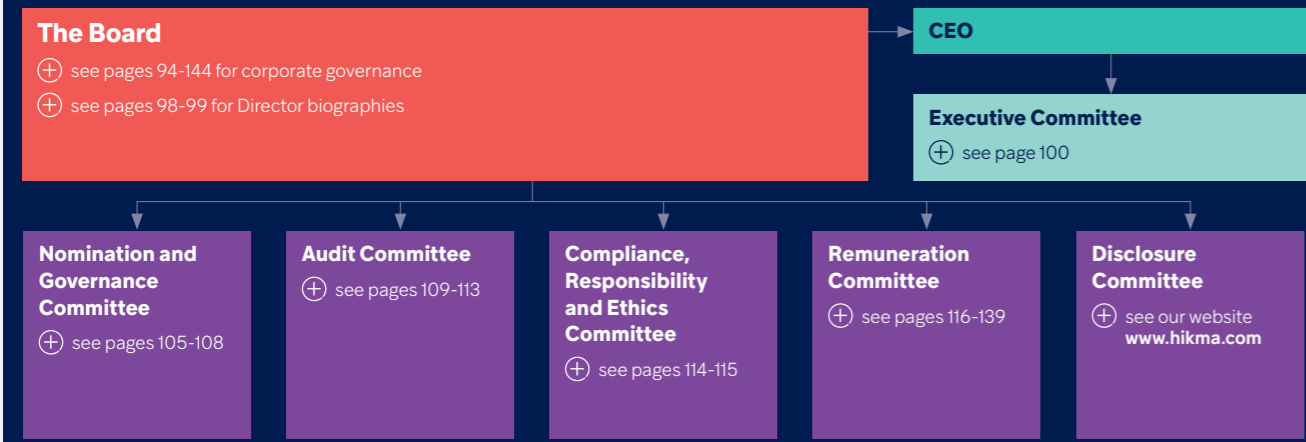 The Board
see pages 94-144 for corporate governance
see pages 98-99 for Director biographies
CEO
Executive Committee
see page 100
Nomination and
Governance
Committee
see pages 105-108
Audit Committee
see pages 109-113
Compliance,
Responsibility
and Ethics
Committee
see pages 114-115
Remuneration
Committee
see pages 116-139
Disclosure
Committee
see our website
www.hikma.com